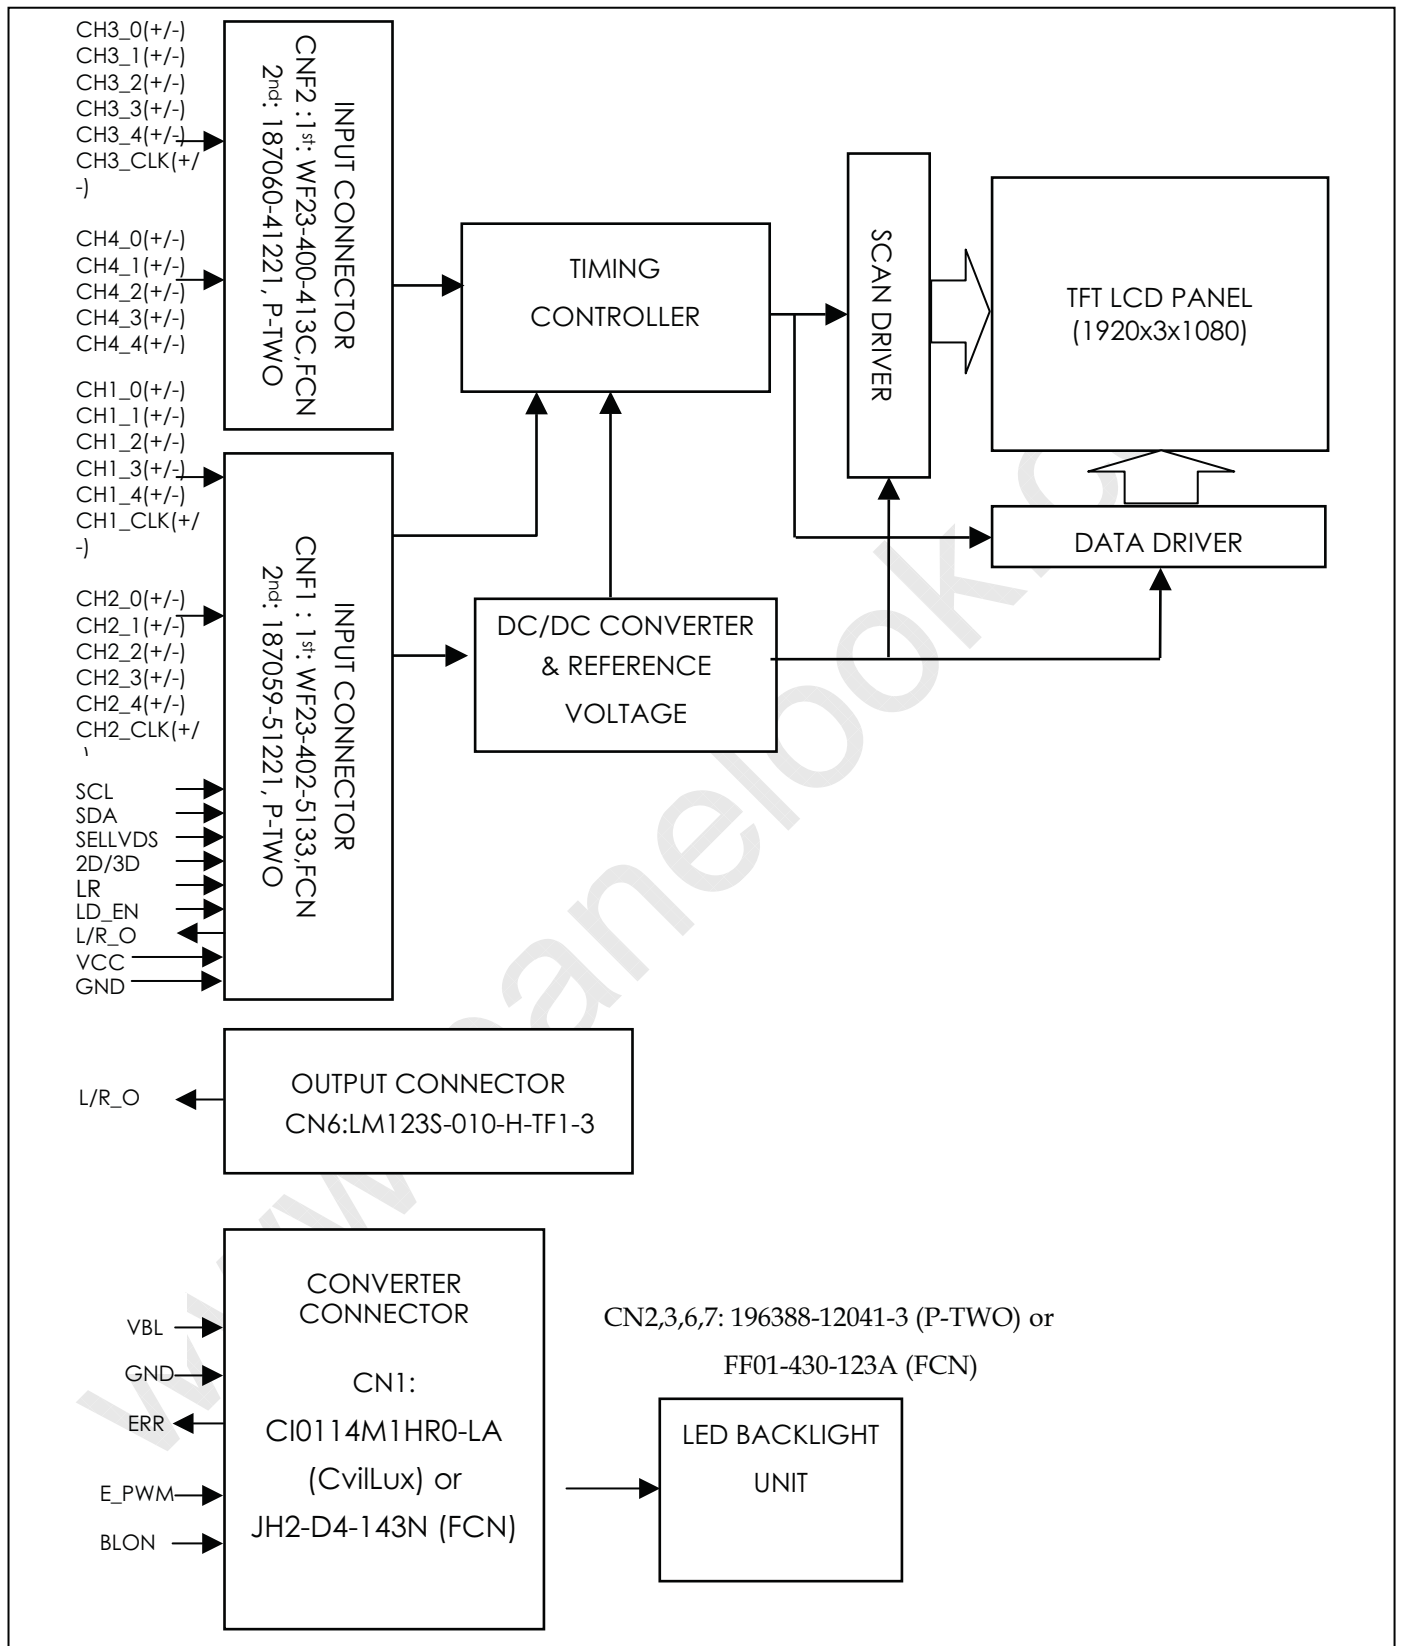 CH3_0(+/-)
CH3_1(+/-)
CH3_2(+/-)
CH3_3(+/-)
CH3_4(+/-)
CH3_CLK(+/
-)
CH4_0(+/-)
CH4_1(+/-)
CH4_2(+/-)
CH4_3(+/-)
CH4_4(+/-)
INPUT CONNECTOR
CNF2 :1st: WF23-400-413C,FCN
2nd: 187060-41221, P-TWO
TIMING
CONTROLLER
SCAN DRIVER
TFT LCD PANEL
(1920x3x1080)
DATA DRIVER
CH1_0(+/-)
CH1_1(+/-)
CH1_2(+/-)
CH1_3(+/-)
CH1_4(+/-)
CH1_CLK(+/
-)
CH2_0(+/-)
CH2_1(+/-)
CH2_2(+/-)
CH2_3(+/-)
CH2_4(+/-)
CH2_CLK(+/
SCL
SDA
SELLVDS
2D/3D
LR
LD_EN
L/R_O
VCC
GND
INPUT CONNECTOR
CNF1 : 1st: WF23-402-5133,FCN
2nd: 187059-51221, P-TWO
DC/DC CONVERTER
& REFERENCE
VOLTAGE
L/R_O
OUTPUT CONNECTOR
CN6:LM123S-010-H-TF1-3
VBL
GND
ERR
E_PWM
BLON
CONVERTER
CONNECTOR
CN1:
CI0114M1HR0-LA
(CvilLux) or
JH2-D4-143N (FCN)
CN2,3,6,7: 196388-12041-3 (P-TWO) or
FF01-430-123A (FCN)
LED BACKLIGHT
UNIT